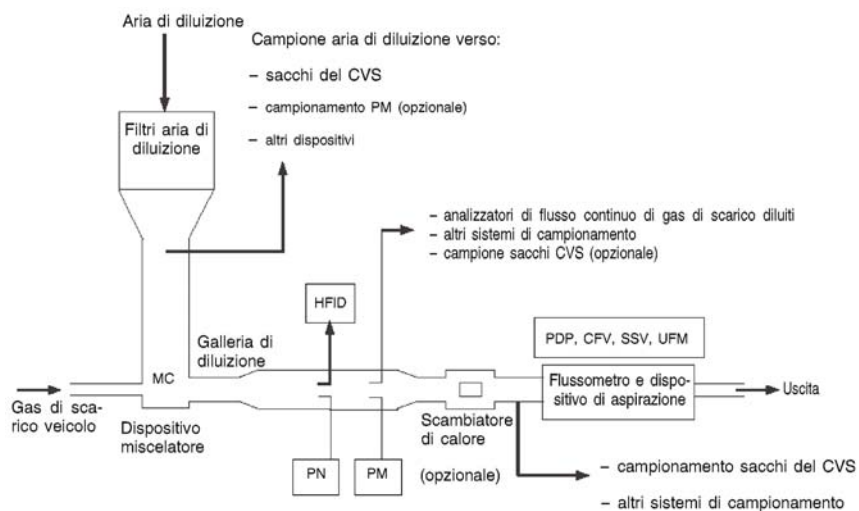 Aria di diluizione
Campione aria di diluizione verso:
– sacchi del CVS
– campionamento PM (opzionale)
– altri dispositivi
Filtri aria di
diluizione
– analizzatori di flusso continuo di gas di scarico diluiti
– altri sistemi di campionamento
– campione sacchi CVS (opzionale)
HFID
Galleria di
diluizione
PDP, CFV, SSV, UFM
MC
Flussometro e dispo-
sitivo di aspirazione
Uscita
Gas di sca-
rico veicolo
Dispositivo
miscelatore
Scambiatore
di calore
PN
PM
(opzionale)
– campionamento sacchi del CVS
– altri sistemi di campionamento